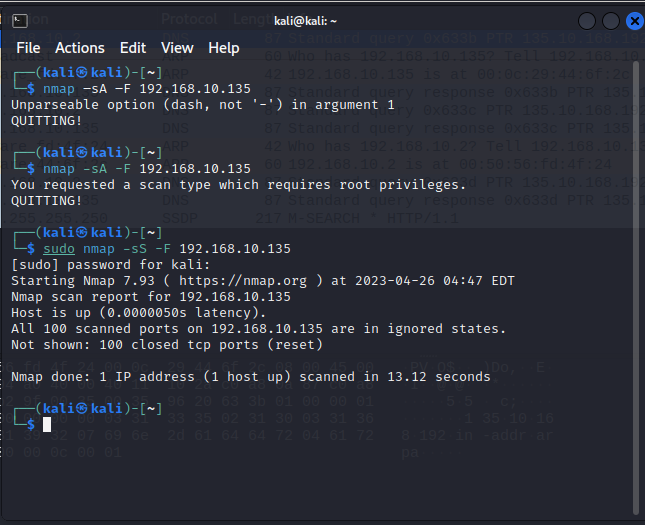 kali@kali: ~
File Actions Edit View Help
┌──(kali㉿kali)-[~]
└─$ nmap –sA –F 192.168.10.135
Unparseable option (dash, not '-') in argument 1
QUITTING!
┌──(kali㉿kali)-[~]
└─$ nmap -sA -F 192.168.10.135
You requested a scan type which requires root privileges.
QUITTING!
┌──(kali㉿kali)-[~]
└─$ sudo nmap -sS -F 192.168.10.135
[sudo] password for kali:
Starting Nmap 7.93 ( https://nmap.org ) at 2023-04-26 04:47 EDT
Nmap scan report for 192.168.10.135
Host is up (0.0000050s latency).
All 100 scanned ports on 192.168.10.135 are in ignored states.
Not shown: 100 closed tcp ports (reset)
Nmap done: 1 IP address (1 host up) scanned in 13.12 seconds
┌──(kali㉿kali)-[~]
└─$